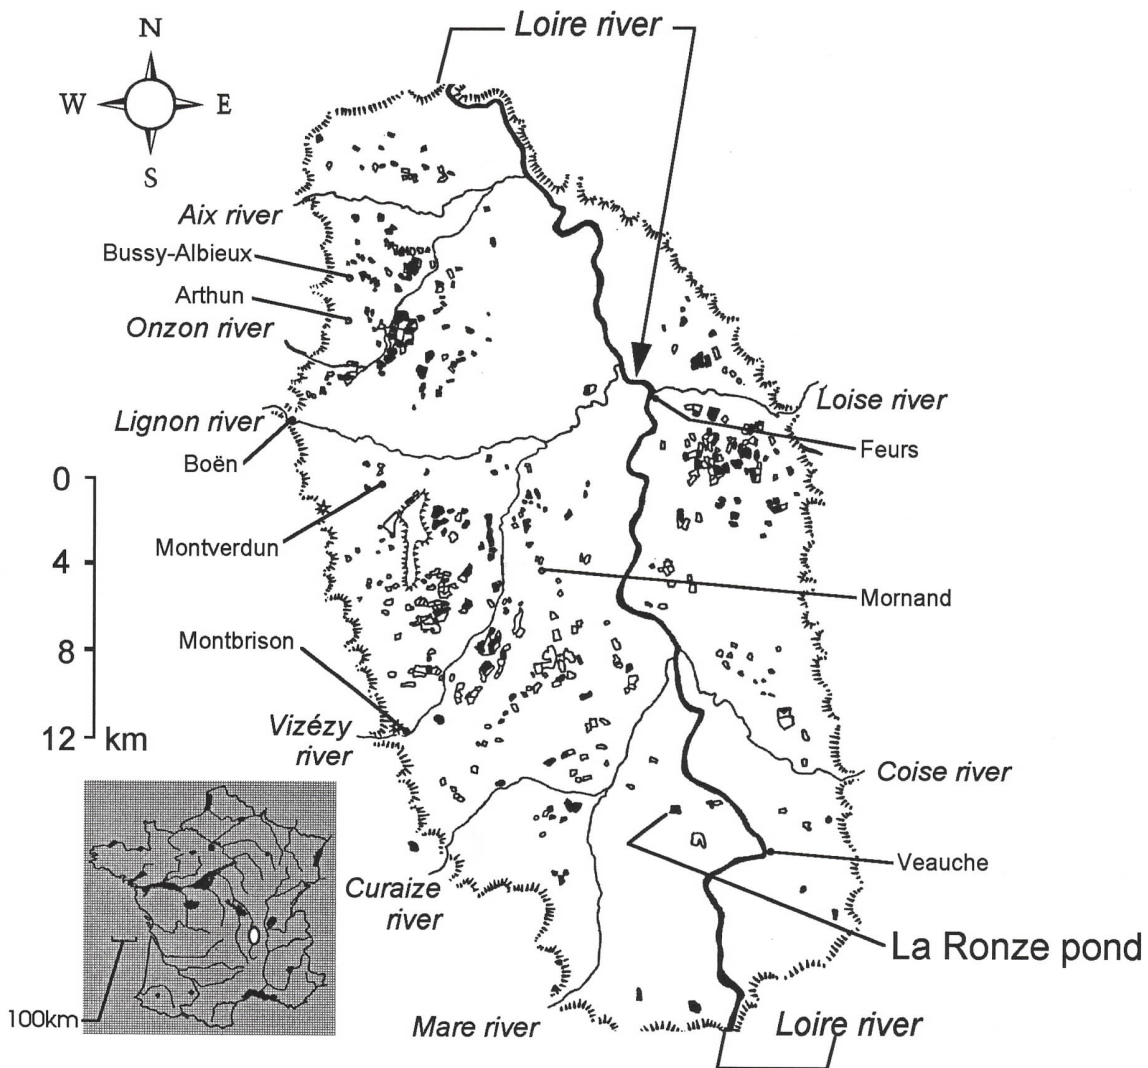 Loire river
N
W
E
S
Aix river
Bussy-Albieux
Arthun
Onzon river
Lignon river
Boën
Loise river
Feurs
0
4
8
12 km
Montverdun
Mornand
Montbrison
Vizézy
river
Coise river
Curaize
river
Veauche
La Ronze pond
100km
Mare river
Loire river